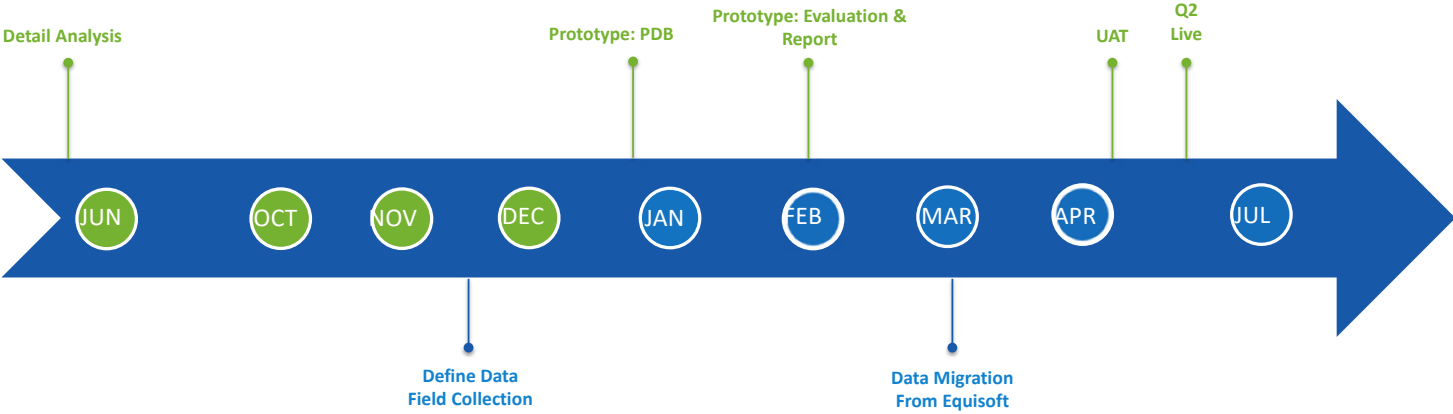 Detail Analysis
Prototype: PDB
Prototype: Evaluation &
Report
UAT
Q2
Live
JUN
OCT
NOV
DEC
JAN
FEB
MAR
APR
JUL
Define Data
Field Collection
Data Migration
From Equisoft